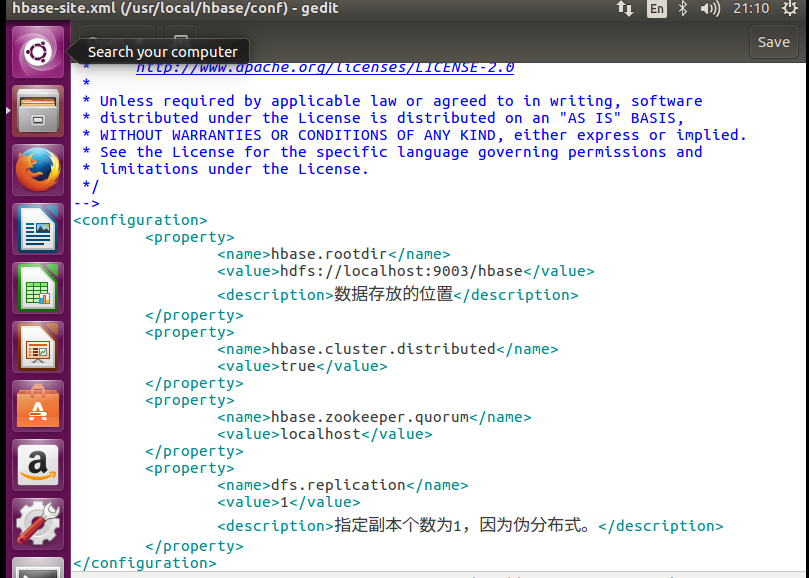 hbase-site.xml (/usr/local/hbase/conf) - gedit
En
21:10
Search your computer
Save
* http://www.apache.org/licenses/LICENSE-2.0
*
* Unless required by applicable law or agreed to in writing, software
* distributed under the License is distributed on an "AS IS" BASIS,
* WITHOUT WARRANTIES OR CONDITIONS OF ANY KIND, either express or implied.
* See the License for the specific language governing permissions and
* limitations under the License.
*/
-->
<configuration>
<property>
<name>hbase.rootdir</name>
<value>hdfs://localhost:9003/hbase</value>
<description>数据存放的位置</description>
</property>
<property>
<name>hbase.cluster.distributed</name>
<value>true</value>
</property>
<property>
<name>hbase.zookeeper.quorum</name>
<value>localhost</value>
</property>
<property>
<name>dfs.replication</name>
<value>1</value>
<description>指定副本个数为1，因为伪分布式。</description>
</property>
</configuration>